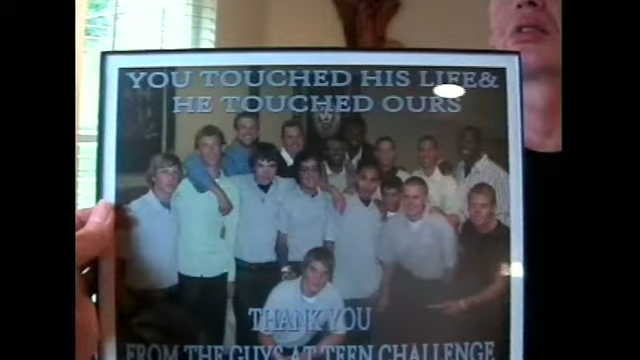 YOU TOUCHED HIS LIFE&
HE TOUCHED OURS
THANK YOU
FROM THE GUYS AT TEEN CHALLENGE